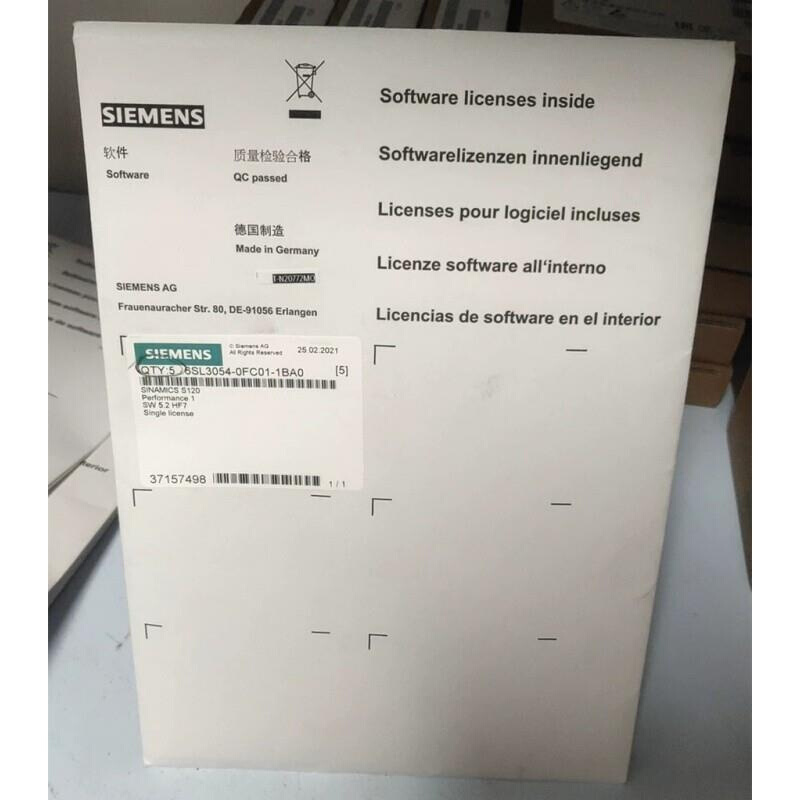 SIEMENS
软件
Software
质量检验合格
QC passed
德国制造
Made in Germany
T-N20772MO
SIEMENS AG
Frauenauracher Str. 80, DE-91056 Erlangen
Software licenses inside
Softwarelizenzen innenliegend
Licenses pour logiciel incluses
Licenze software all'interno
Licencias de software en el interior
SIEMENS
© Siemens AG
All Rights Reserved
25.02.2021
QTY:5 6SL3054-0FC01-1BA0 [5]
SINAMICS S120
Performance 1
SW 5.2 HF7
Single license
37157498
1 / 1